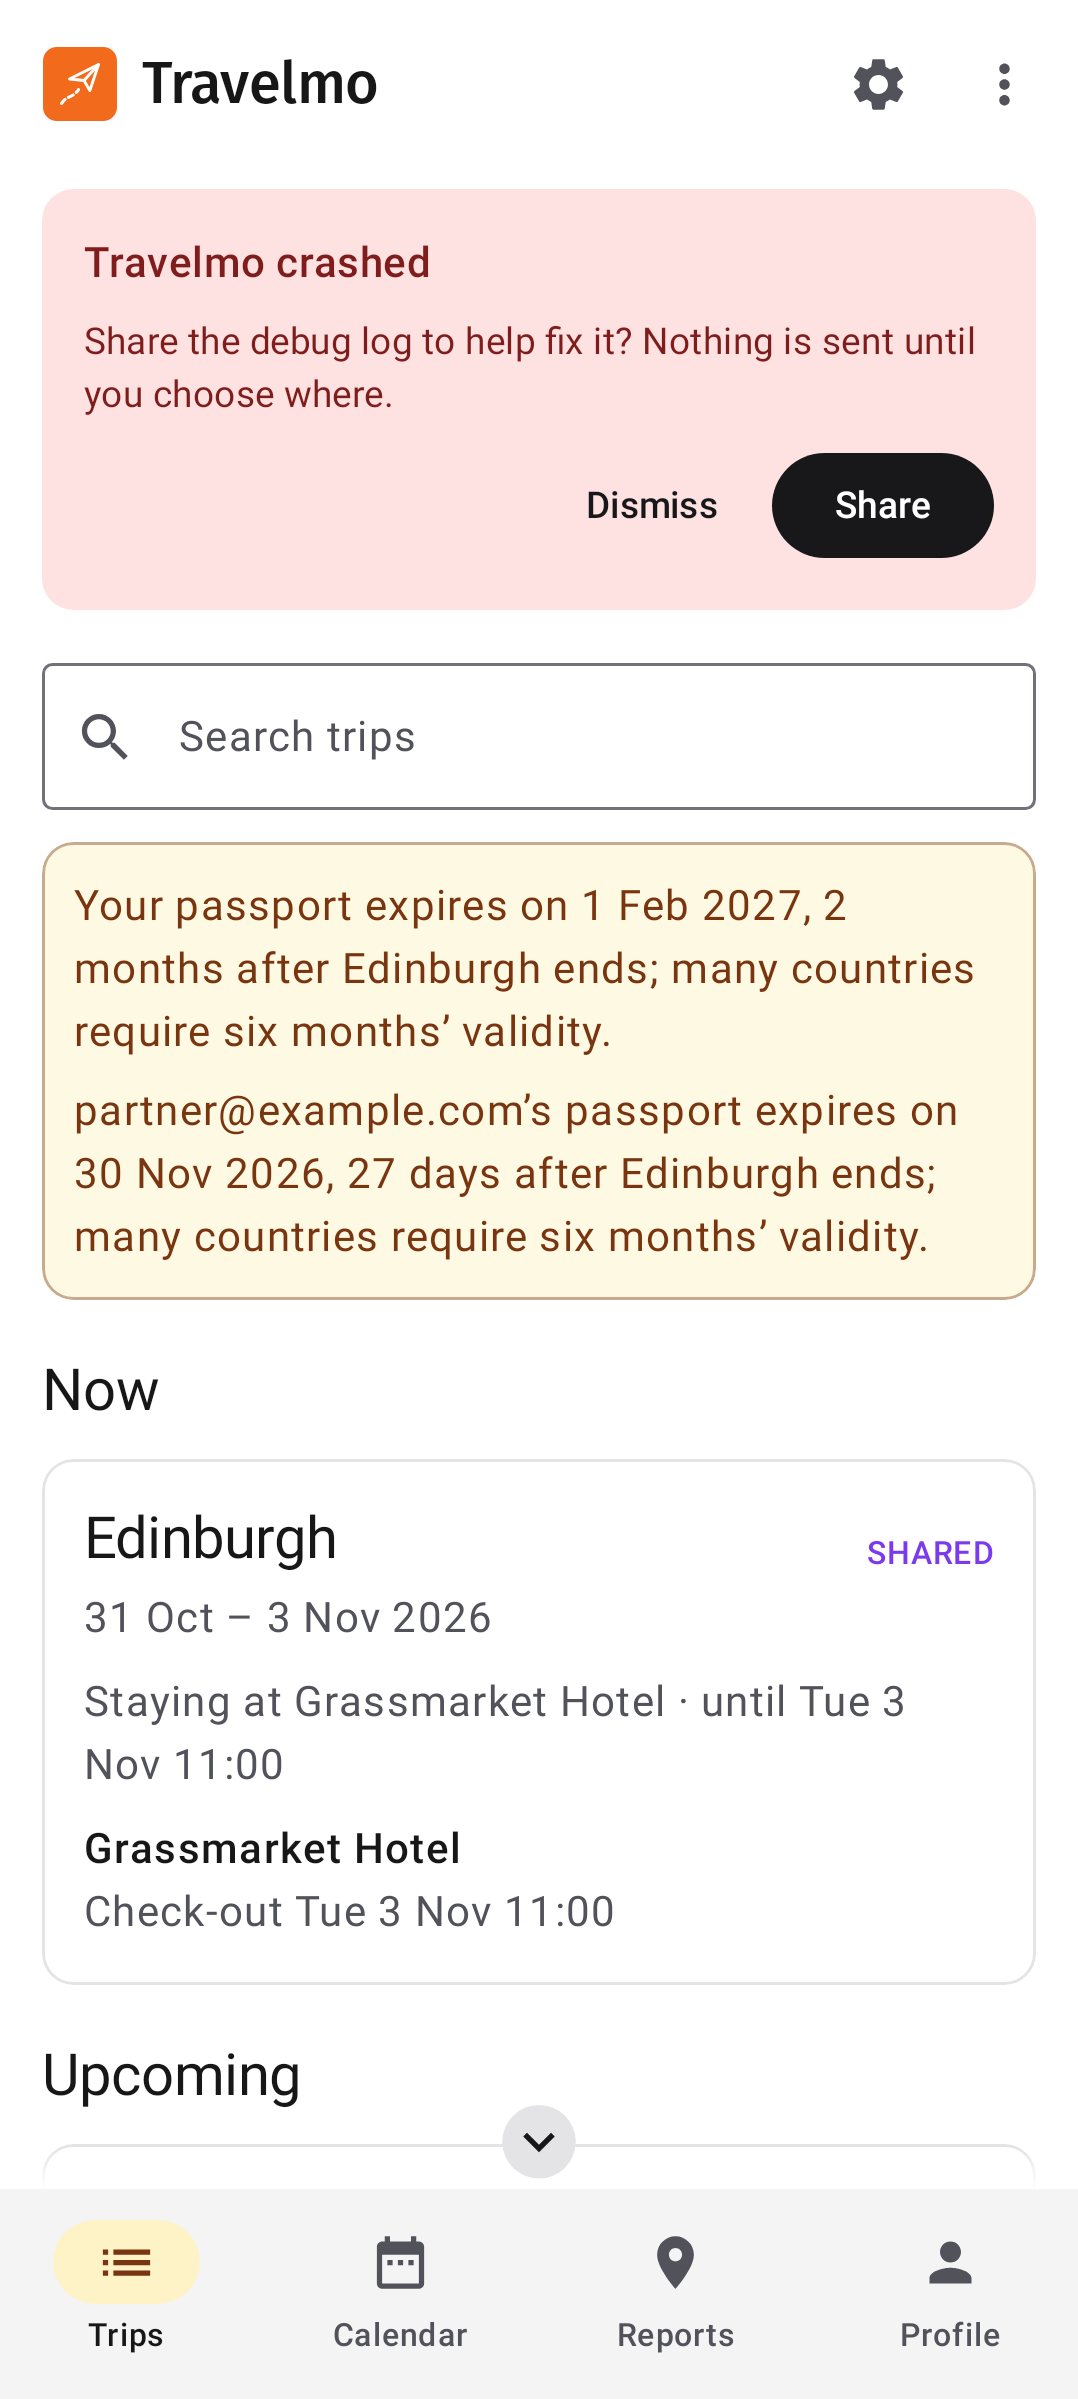 Travelmo
Travelmo crashed
Share the debug log to help fix it? Nothing is sent until
you choose where.
Dismiss
Share
Search trips
Your passport expires on 1 Feb 2027, 2
months after Edinburgh ends; many countries
require six months’ validity.
partner@example.com’s passport expires on
30 Nov 2026, 27 days after Edinburgh ends;
many countries require six months’ validity.
Now
Edinburgh
SHARED
31 Oct – 3 Nov 2026
Staying at Grassmarket Hotel · until Tue 3
Nov 11:00
Grassmarket Hotel
Check-out Tue 3 Nov 11:00
Upcoming
Trips
Calendar
Reports
Profile